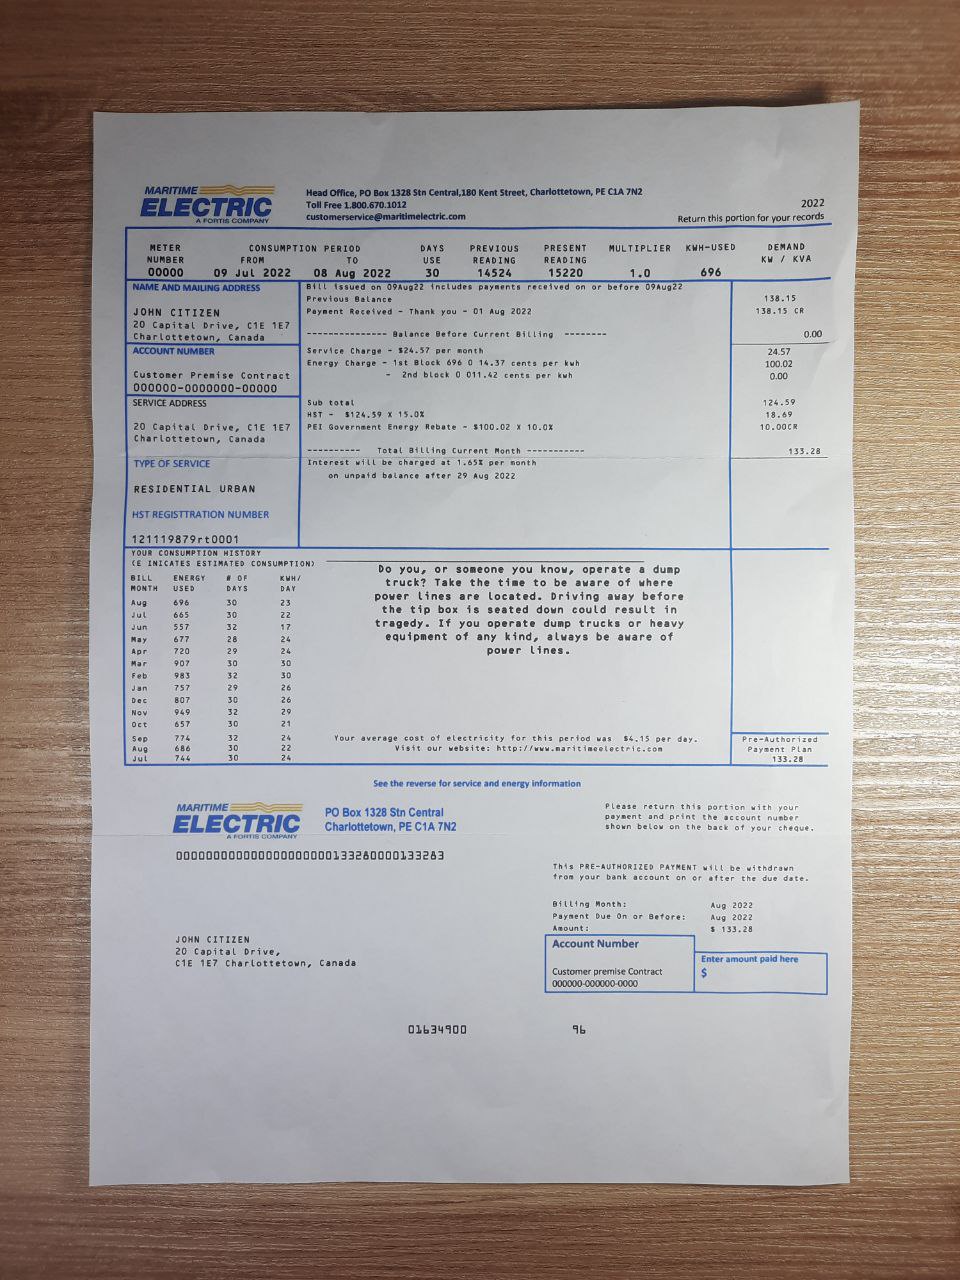 MARITIME
ELECTRIC
A FORTIS COMPANY
Head Office, PO Box 1328 Stn Central,180 Kent Street, Charlottetown, PE C1A 7N2
Toll Free 1.800.670.1012
customerservice@maritimelectric.com
2022
Return this portion for your records
METER NUMBER CONSUMPTION PERIOD FROM TO DAYS USE PREVIOUS READING PRESENT READING MULTIPLIER KWH-USED DEMAND KW / KVA
00000 09 Jul 2022 08 Aug 2022 30 14524 15220 1.0 696
NAME AND MAILING ADDRESS
JOHN CITIZEN
20 Capital Drive, C1E 1E7
Charlottetown, Canada
ACCOUNT NUMBER
Customer Premise Contract
000000-0000000-00000
SERVICE ADDRESS
20 Capital Drive, C1E 1E7
Charlottetown, Canada
TYPE OF SERVICE
RESIDENTIAL URBAN
HST REGISTTRATION NUMBER
121119879rt0001
Bill issued on 09Aug22 includes payments received on or before 09Aug22
Previous Balance 138.15
Payment Received - Thank you - 01 Aug 2022 138.15 CR
--------------- Balance Before Current Billing -------- 0.00
Service Charge - $24.57 per month 24.57
Energy Charge - 1st Block 696 0 14.37 cents per kwh 100.02
- 2nd block 0 011.42 cents per kwh 0.00
Sub total 124.59
HST - $124.59 X 15.0% 18.69
PEI Government Energy Rebate - $100.02 X 10.0% 10.00CR
---------- Total Billing Current Month ----------- 133.28
Interest will be charged at 1.65% per month
on unpaid balance after 29 Aug 2022
YOUR CONSUMPTION HISTORY
(E INICATES ESTIMATED CONSUMPTION)
BILL MONTH ENERGY USED # OF DAYS KWH/ DAY
Aug 696 30 23
Jul 665 30 22
Jun 557 32 17
May 677 28 24
Apr 720 29 24
Mar 907 30 30
Feb 983 32 30
Jan 757 29 26
Dec 807 30 26
Nov 949 32 29
Oct 657 30 21
Sep 774 32 24
Aug 686 30 22
Jul 744 30 24
Do you, or someone you know, operate a dump
truck? Take the time to be aware of where
power lines are located. Driving away before
the tip box is seated down could result in
tragedy. If you operate dump trucks or heavy
equipment of any kind, always be aware of
power lines.
Your average cost of electricity for this period was $4.15 per day.
Visit our website: http://www.maritimeelectric.com
Pre-Authorized
Payment Plan
133.28
See the reverse for service and energy information
MARITIME
ELECTRIC
A FORTIS COMPANY
PO Box 1328 Stn Central
Charlottetown, PE C1A 7N2
Please return this portion with your
payment and print the account number
shown below on the back of your cheque.
This PRE-AUTHORIZED PAYMENT will be withdrawn
from your bank account on or after the due date.
Billing Month: Aug 2022
Payment Due On or Before: Aug 2022
Amount: $ 133.28
JOHN CITIZEN
20 Capital Drive,
C1E 1E7 Charlottetown, Canada
Account Number
Customer premise Contract
000000-000000-0000
Enter amount paid here
$
01634900 96